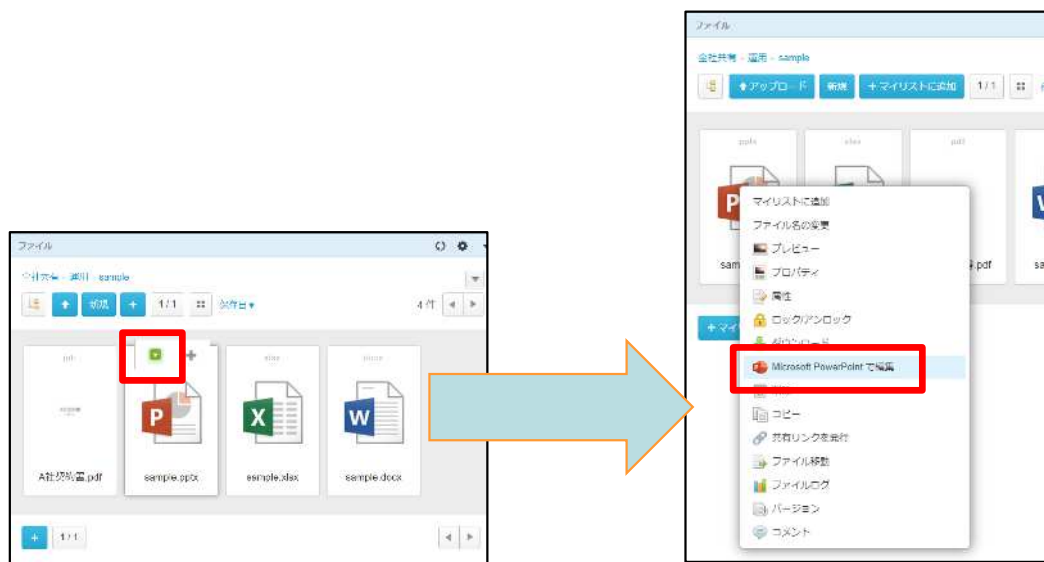 ファイル
会社共有 - 運用 - sample
新規
1/1
保存日▼
4件
pdf
xlsx
docx
A社契約書.pdf
sample.pptx
sample.xlsx
sample.docx
1/1
ファイル
会社共有 - 運用 - sample
アップロード
新規
+マイリストに追加
1/1
pptx
xlsx
pdf
マイリストに追加
ファイル名の変更
プレビュー
プロパティ
属性
ロック/アンロック
ダウンロード
Microsoft PowerPoint で編集
コピー
共有リンクを発行
ファイル移動
ファイルログ
バージョン
コメント